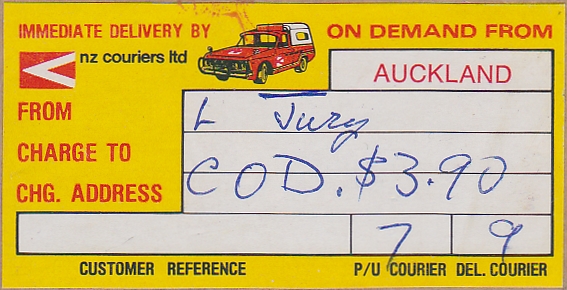 IMMEDIATE DELIVERY BY
nz couriers ltd
ON DEMAND FROM
AUCKLAND
FROM
L Jury
CHARGE TO
CHG. ADDRESS
COD. $3.90
7 9
CUSTOMER REFERENCE
P/U COURIER DEL. COURIER